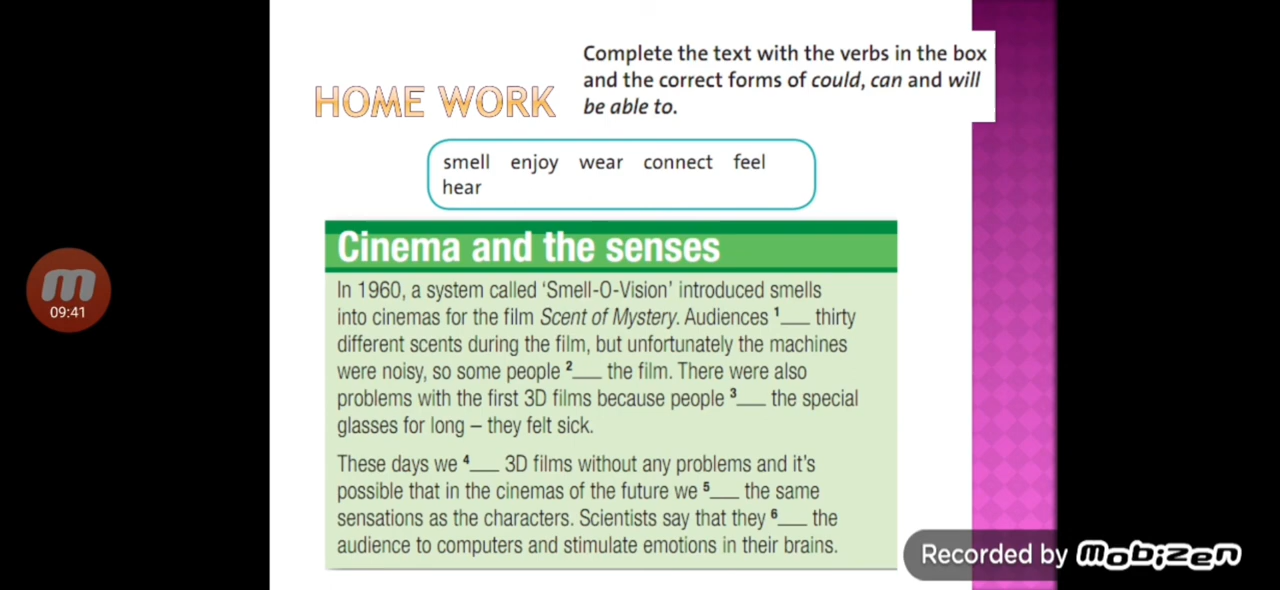 Complete the text with the verbs in the box
and the correct forms of could, can and will
be able to.
HOME WORK
smell enjoy wear connect feel
hear
Cinema and the senses
In 1960, a system called ‘Smell-O-Vision’ introduced smells
into cinemas for the film Scent of Mystery. Audiences ¹___ thirty
different scents during the film, but unfortunately the machines
were noisy, so some people ²___ the film. There were also
problems with the first 3D films because people ³___ the special
glasses for long – they felt sick.
These days we ⁴___ 3D films without any problems and it's
possible that in the cinemas of the future we ⁵___ the same
sensations as the characters. Scientists say that they ⁶___ the
audience to computers and stimulate emotions in their brains.
09:41
Recorded by mobizen